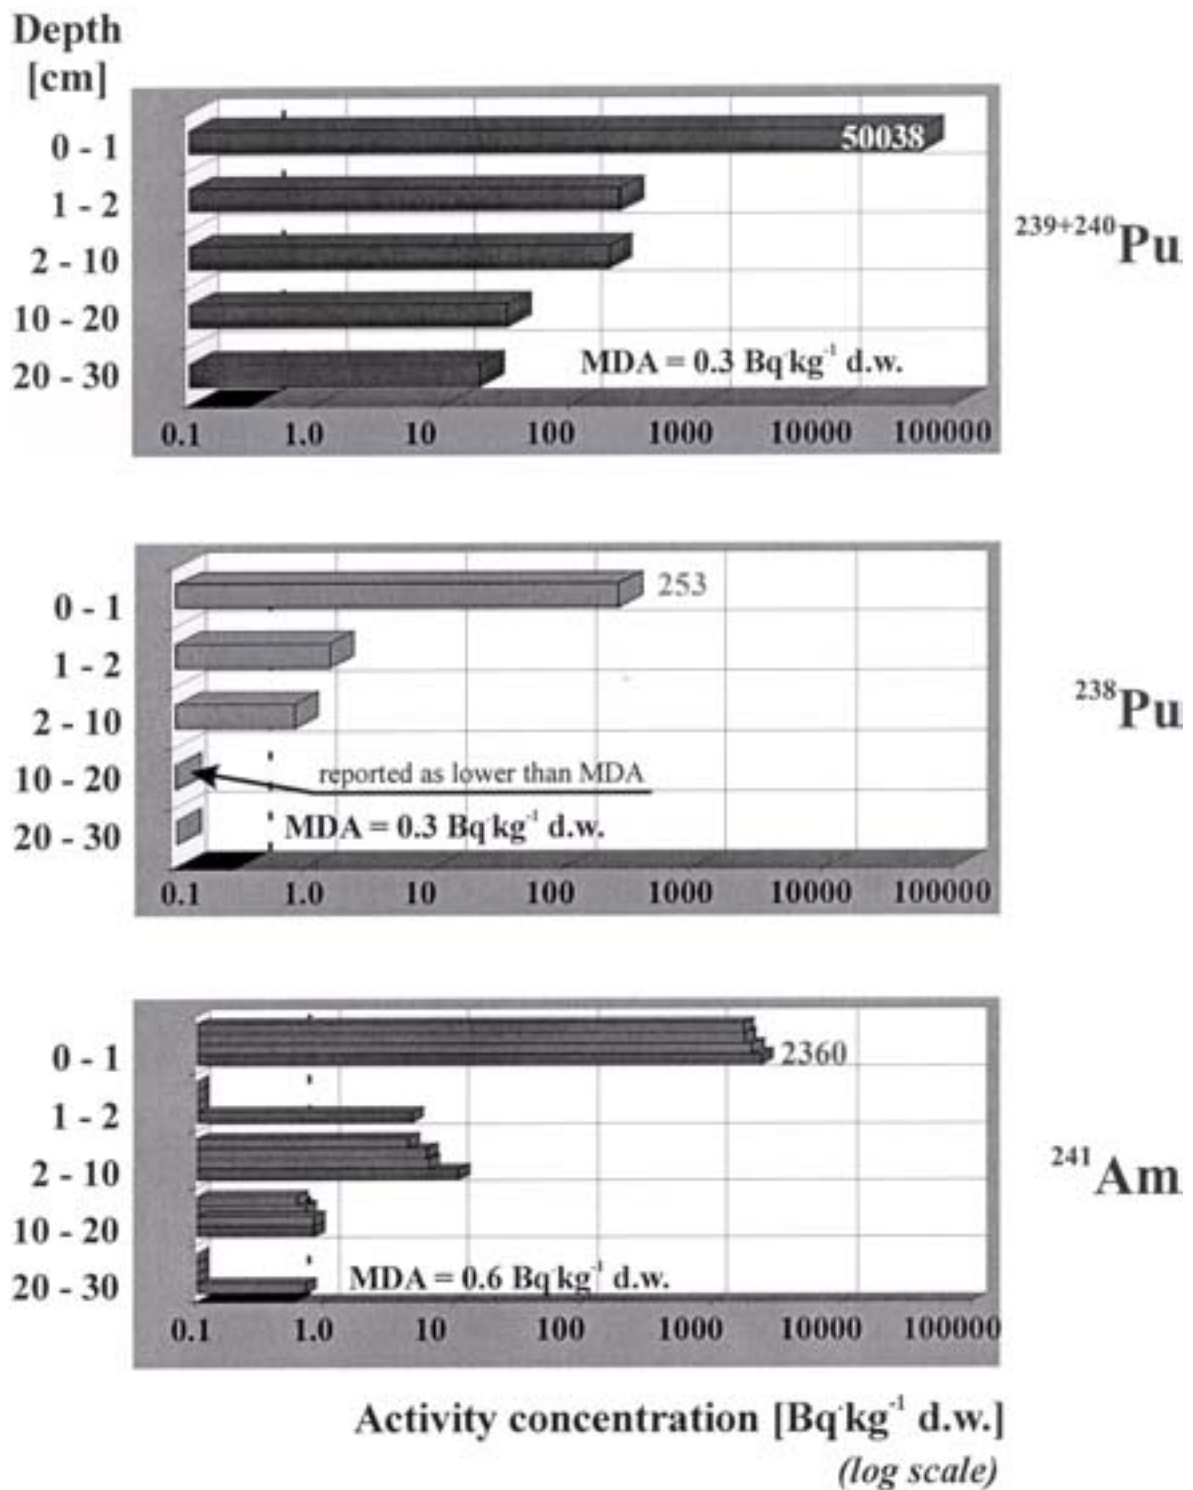 Depth
[cm]
0 - 1
50038
1 - 2
2 - 10
10 - 20
20 - 30
239+240Pu
MDA = 0.3 Bq·kg-1 d.w.
0.1 1.0 10 100 1000 10000 100000
0 - 1
253
1 - 2
2 - 10
238Pu
10 - 20
reported as lower than MDA
20 - 30
MDA = 0.3 Bq·kg-1 d.w.
0.1 1.0 10 100 1000 10000 100000
0 - 1
2360
1 - 2
2 - 10
241Am
10 - 20
20 - 30
MDA = 0.6 Bq·kg-1 d.w.
0.1 1.0 10 100 1000 10000 100000
Activity concentration [Bq·kg-1 d.w.]
(log scale)